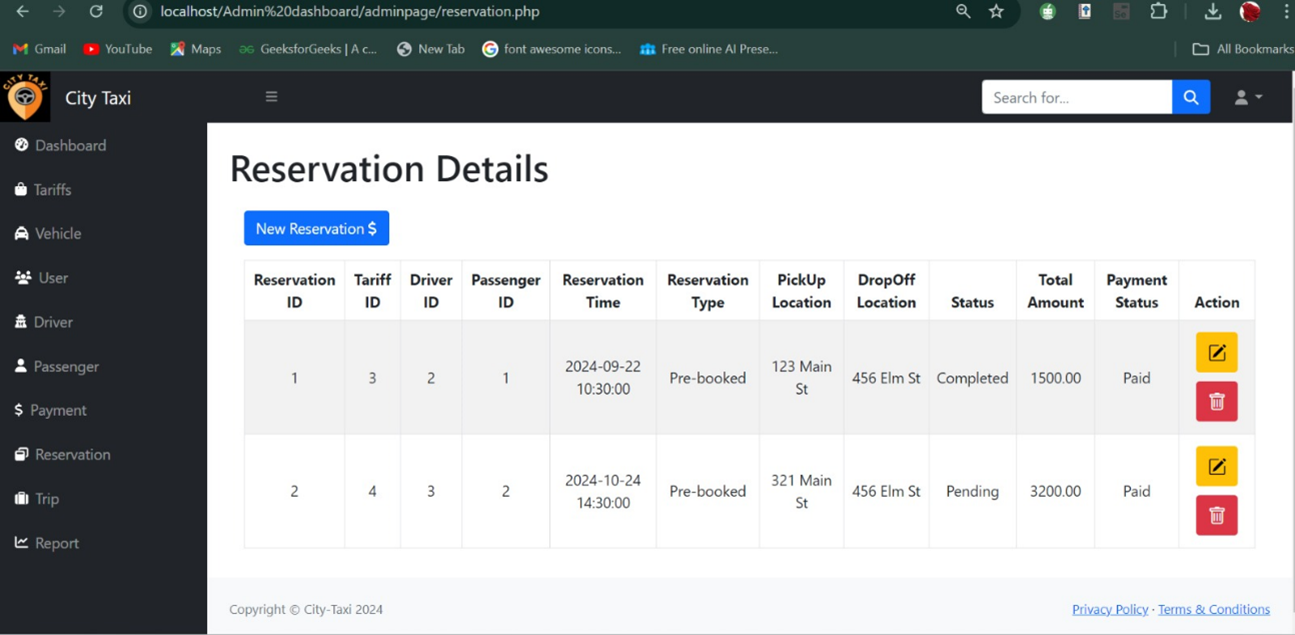 localhost/Admin%20dashboard/adminpage/reservation.php
Gmail YouTube Maps GeeksforGeeks | A c... New Tab font awesome icons... Free online AI Prese... All Bookmarks
CITY TAXI
City Taxi
Search for...
Dashboard
Tariffs
Vehicle
User
Driver
Passenger
Payment
Reservation
Trip
Report
Reservation Details
New Reservation $
Reservation ID Tariff ID Driver ID Passenger ID Reservation Time Reservation Type PickUp Location DropOff Location Status Total Amount Payment Status Action
1 3 2 1 2024-09-22 10:30:00 Pre-booked 123 Main St 456 Elm St Completed 1500.00 Paid
2 4 3 2 2024-10-24 14:30:00 Pre-booked 321 Main St 456 Elm St Pending 3200.00 Paid
Copyright © City-Taxi 2024
Privacy Policy · Terms & Conditions